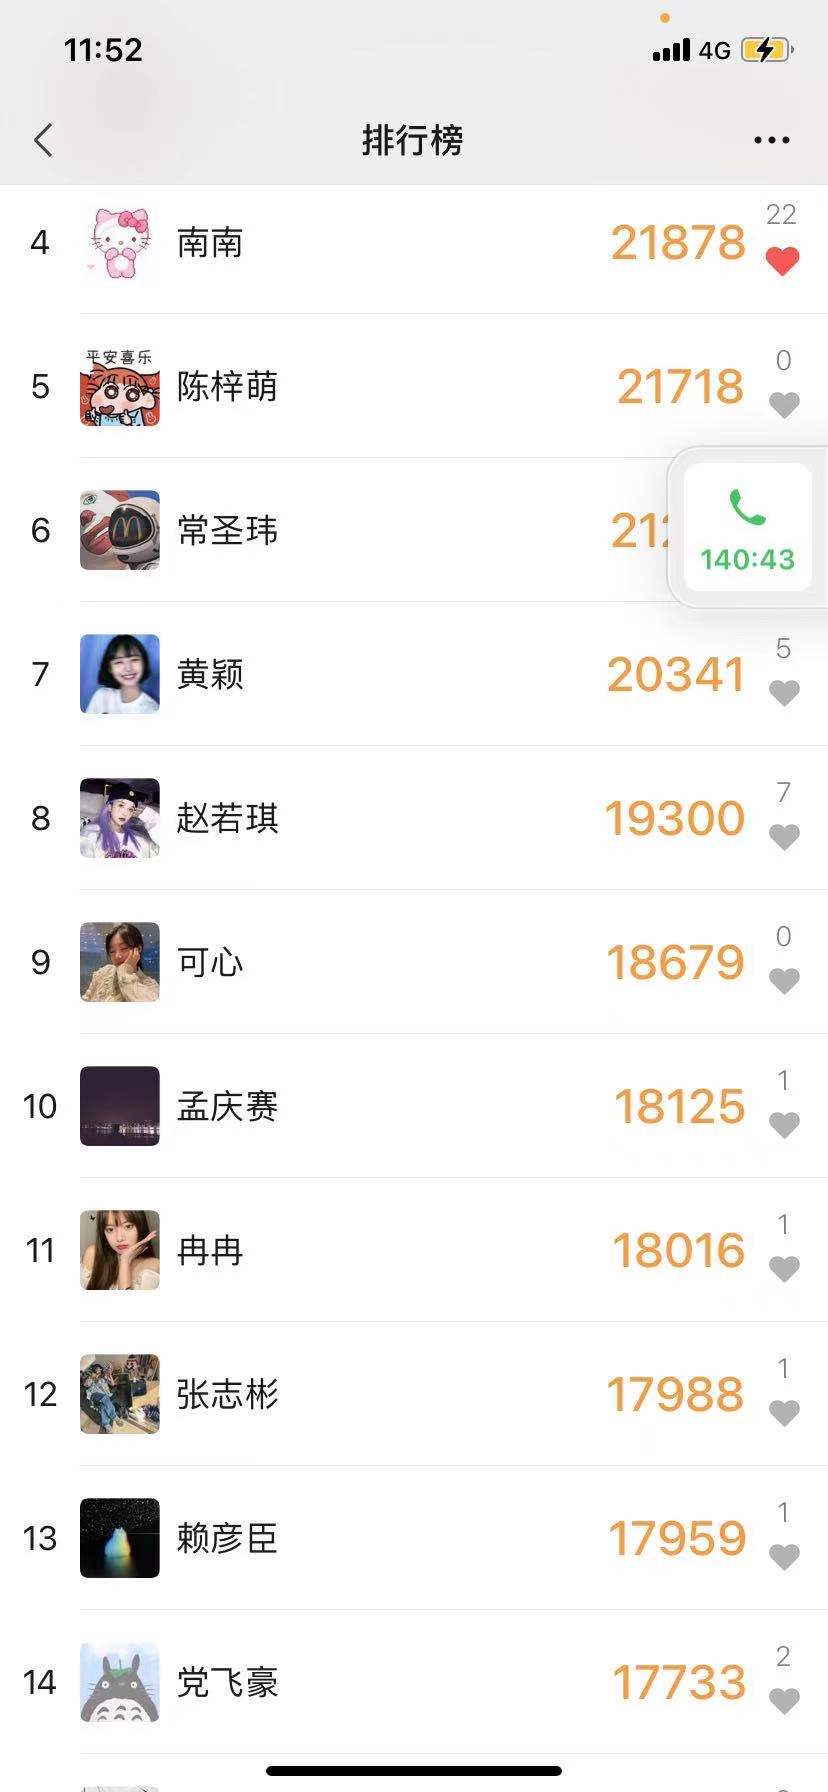 11:52
4G
排行榜
4 南南 21878 22
平安喜乐
5 陈梓萌 21718 0
6 常圣玮
140:43
7 黄颖 20341 5
8 赵若琪 19300 7
9 可心 18679 0
10 孟庆赛 18125 1
11 冉冉 18016 1
12 张志彬 17988 1
13 赖彦臣 17959 1
14 党飞豪 17733 2